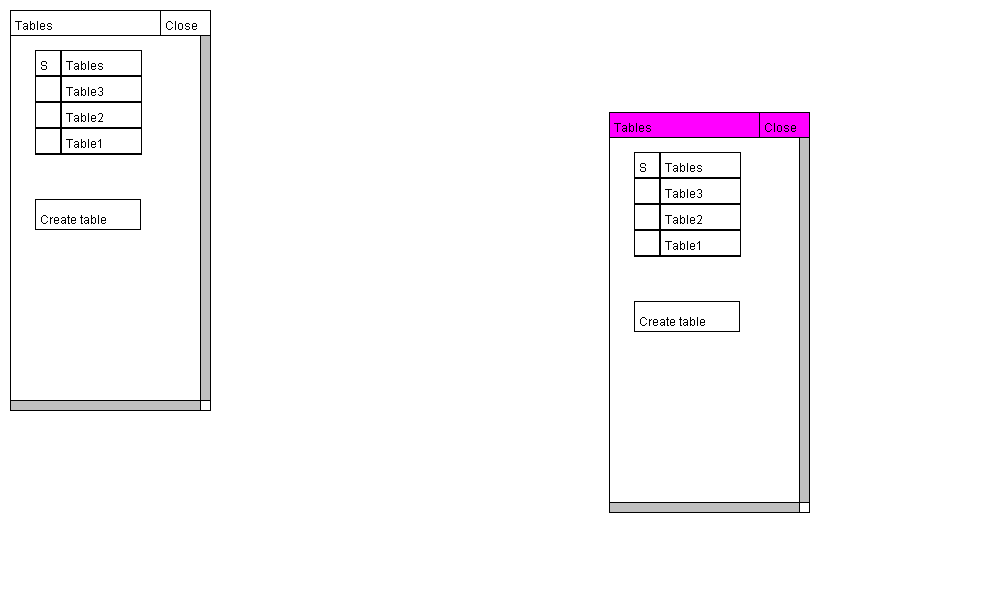 Tables Close
S Tables
Table3
Table2
Table1
Create table
Tables Close
S Tables
Table3
Table2
Table1
Create table